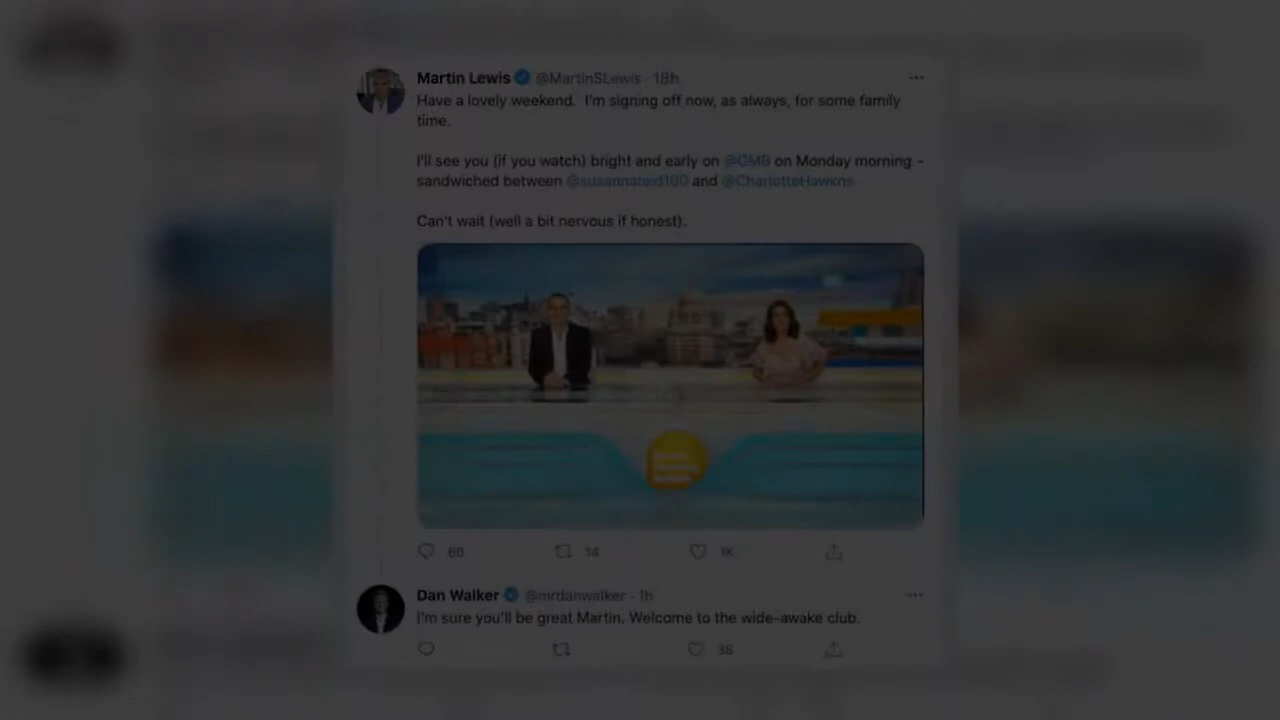 Martin Lewis @MartinSLewis · 18h
Have a lovely weekend. I'm signing off now, as always, for some family
time.
I'll see you (if you watch) bright and early on @GMB on Monday morning -
sandwiched between @susannareid100 and @CharlotteHawkns
Can't wait (well a bit nervous if honest).
60 14 1K
Dan Walker @mrdanwalker · 1h
I'm sure you'll be great Martin. Welcome to the wide-awake club.
38